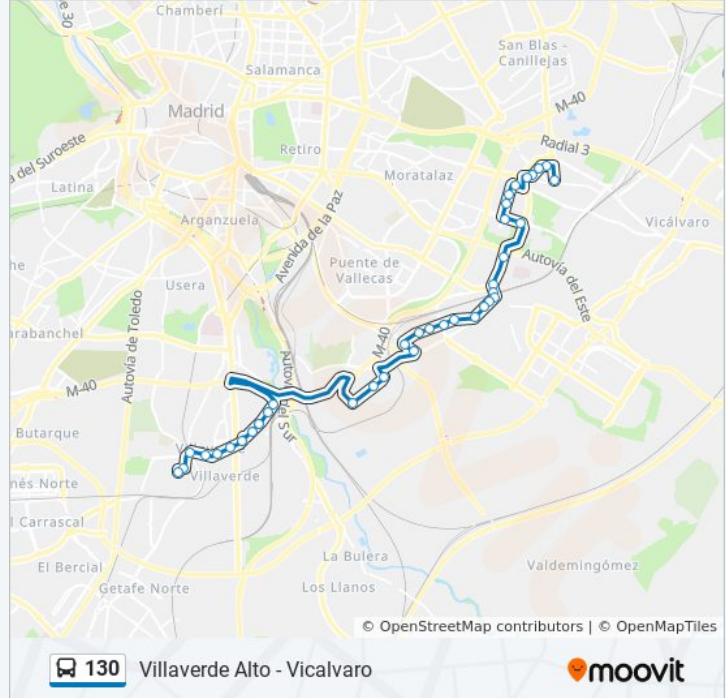 e 30
Chamberí
San Blas -
Canillejas
Salamanca
M-40
Madrid
Radial 3
a del Suroeste
Retiro
Moratalaz
Latina
Arganzuela
Avenida de la Paz
Vicálvaro
he
Puente de
Vallecas
Autovía del Este
Usera
arabanchel
Autovía de Toledo
M-40
M-40
Autoví
del Sur
Butarque
V
Villaverde
nés Norte
l Carrascal
La Bulera
El Bercial
Valdemingómez
Getafe Norte
Los Llanos
© OpenStreetMap contributors | © OpenMapTiles
130 Villaverde Alto - Vicalvaro
moovit